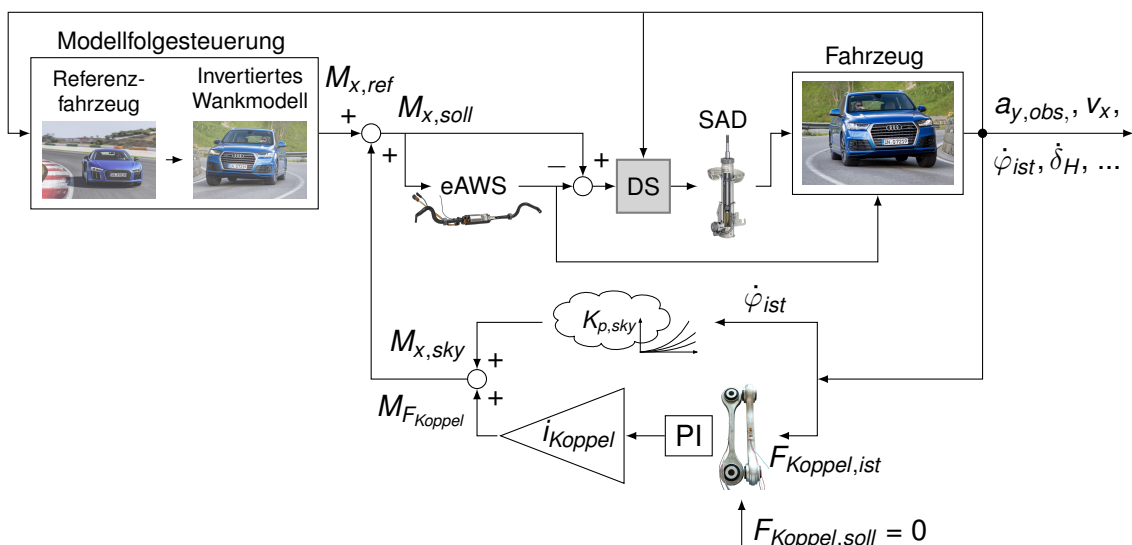 Modellfolgesteuerung
Referenz-
fahrzeug
Invertiertes
Wankmodell
M_{x,ref}
+
+
M_{x,soll}
eAWS
−
+
DS
SAD
Fahrzeug
a_{y,obs,}, v_x,
φ̇_{ist}, δ̇_H, ...
K_{p,sky}
φ̇_{ist}
M_{x,sky}
+
+
M_{F_{Koppel}}
i_{Koppel}
PI
F_{Koppel,ist}
F_{Koppel,soll} = 0